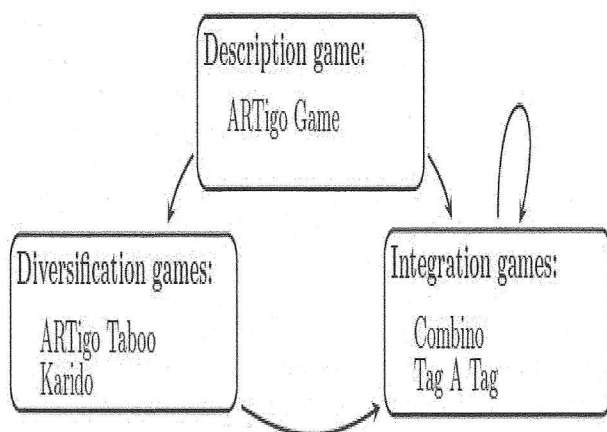 Description game:
ARTigo Game
Diversification games:
ARTigo Taboo
Karido
Integration games:
Combino
Tag A Tag